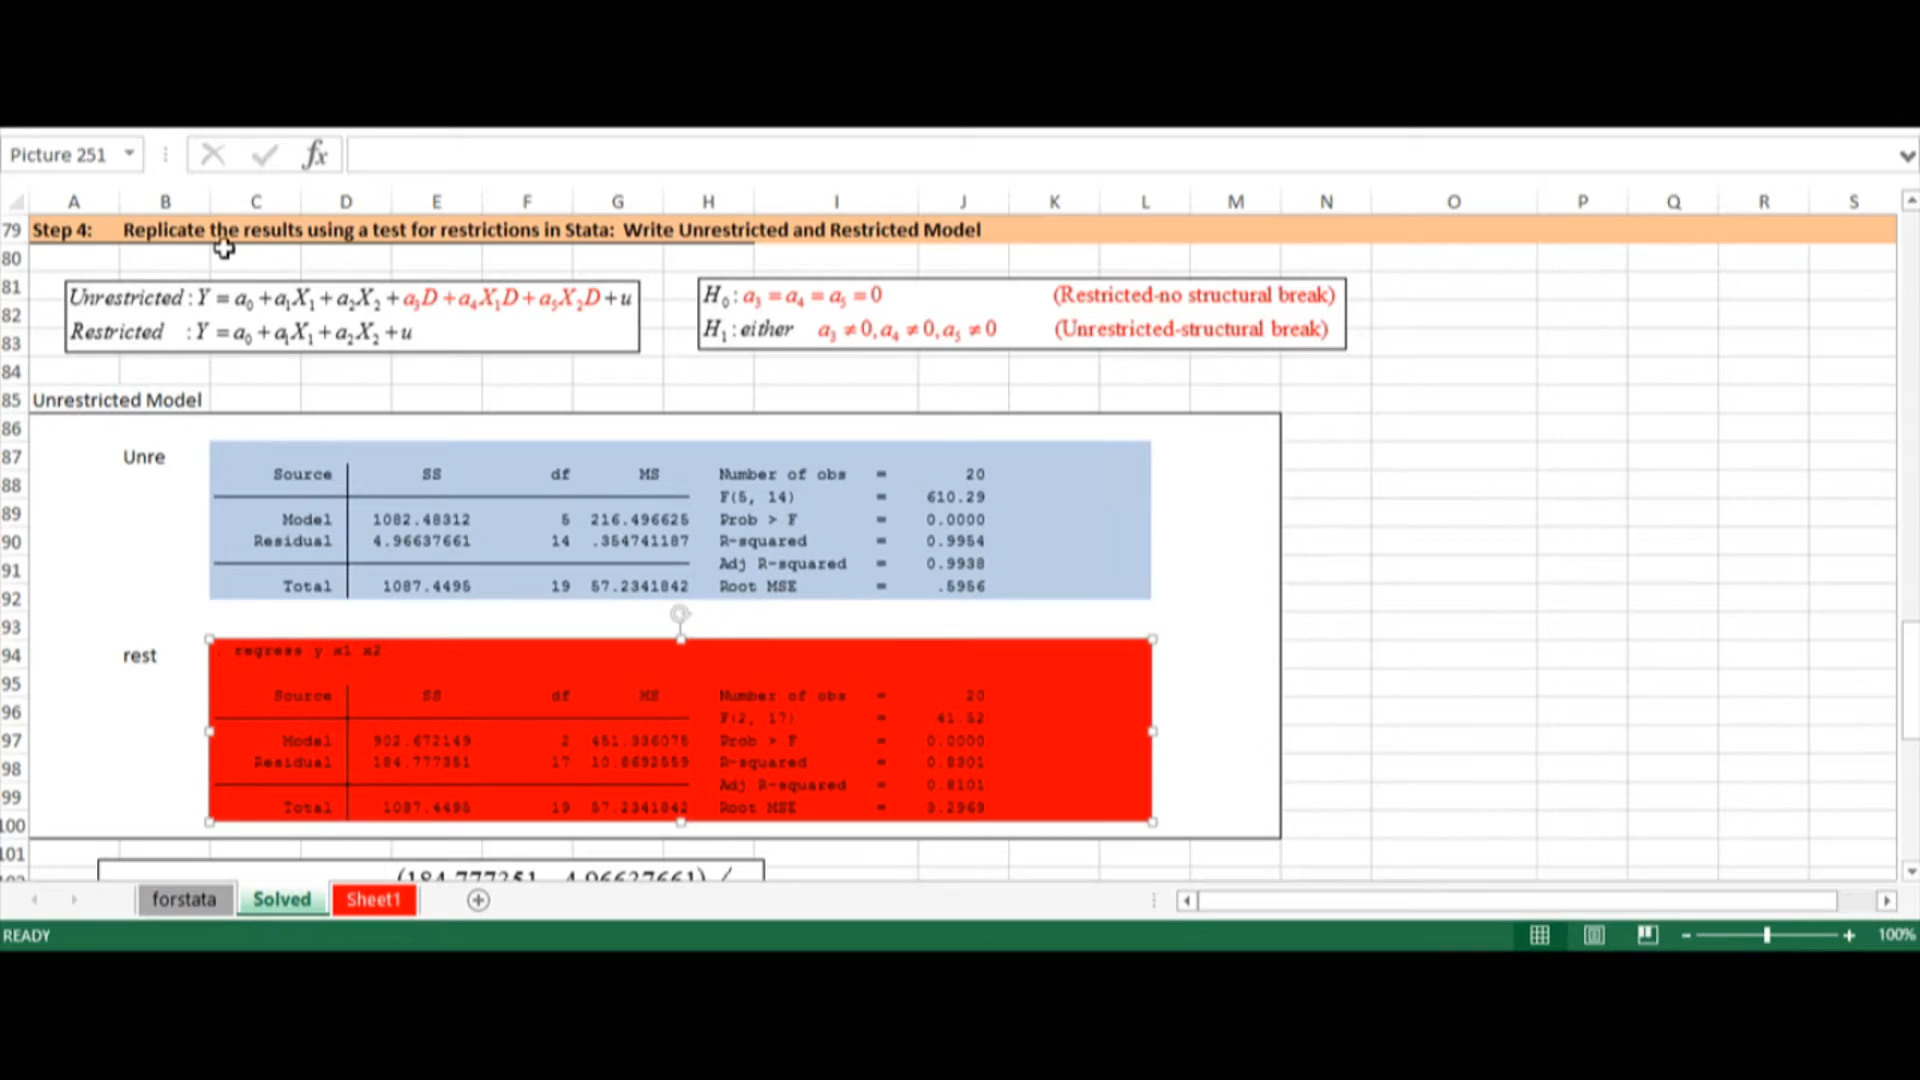 Picture 251
fx
A B C D E F G H I J K L M N O P Q R S
79 Step 4: Replicate the results using a test for restrictions in Stata: Write Unrestricted and Restricted Model
80
81 Unrestricted : Y = a0 + a1X1 + a2X2 + a3D + a4X1D + a5X2D + u H0 : a3 = a4 = a5 = 0 (Restricted-no structural break)
82
83 Restricted : Y = a0 + a1X1 + a2X2 + u H1 : either a3 ≠ 0, a4 ≠ 0, a5 ≠ 0 (Unrestricted-structural break)
84
85 Unrestricted Model
86
87 Unre
88 Source SS df MS Number of obs = 20
F(5, 14) = 610.29
89 Model 1082.48312 5 216.496625 Prob > F = 0.0000
90 Residual 4.96637661 14 .354741187 R-squared = 0.9954
91 Adj R-squared = 0.9938
92 Total 1087.4495 19 57.2341842 Root MSE = .5956
93
94 rest . regress y x1 x2
95
96 Source SS df MS Number of obs = 20
F(2, 17) = 41.52
97 Model 902.672149 2 451.336075 Prob > F = 0.0000
98 Residual 184.777351 17 10.8692559 R-squared = 0.8301
99 Adj R-squared = 0.8101
Total 1087.4495 19 57.2341842 Root MSE = 3.2969
100
101
(184.777351 4.96637661) /
forstata Solved Sheet1
READY 100%